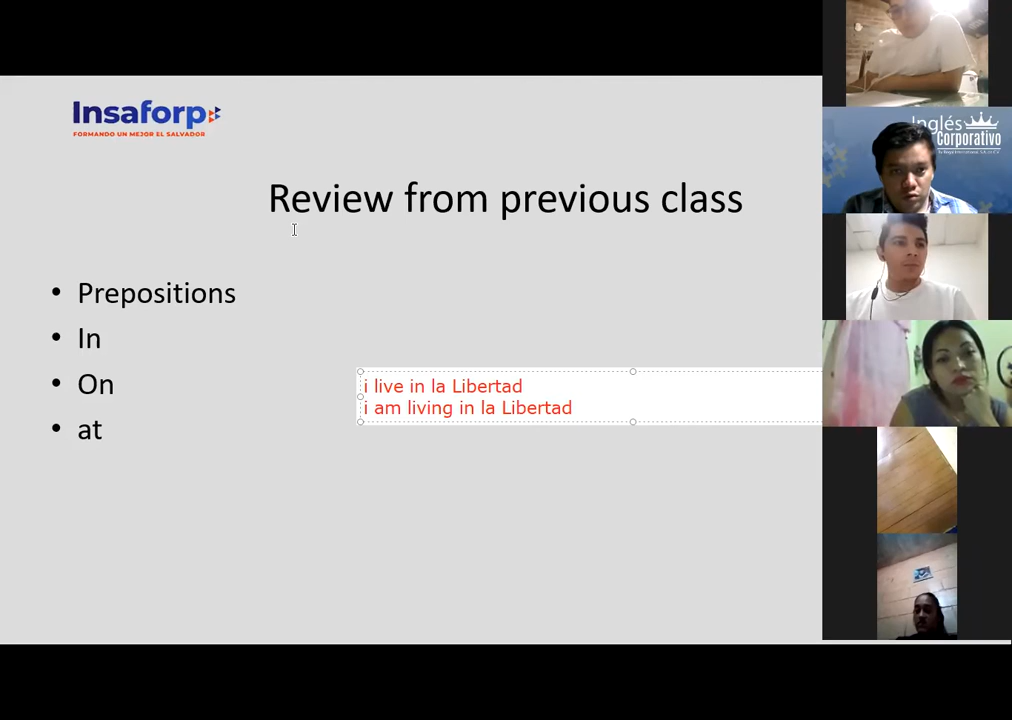 Insaforp
FORMANDO UN MEJOR EL SALVADOR
Inglés
Corporativo
Review from previous class
• Prepositions
• In
• On
• at
i live in la Libertad
i am living in la Libertad